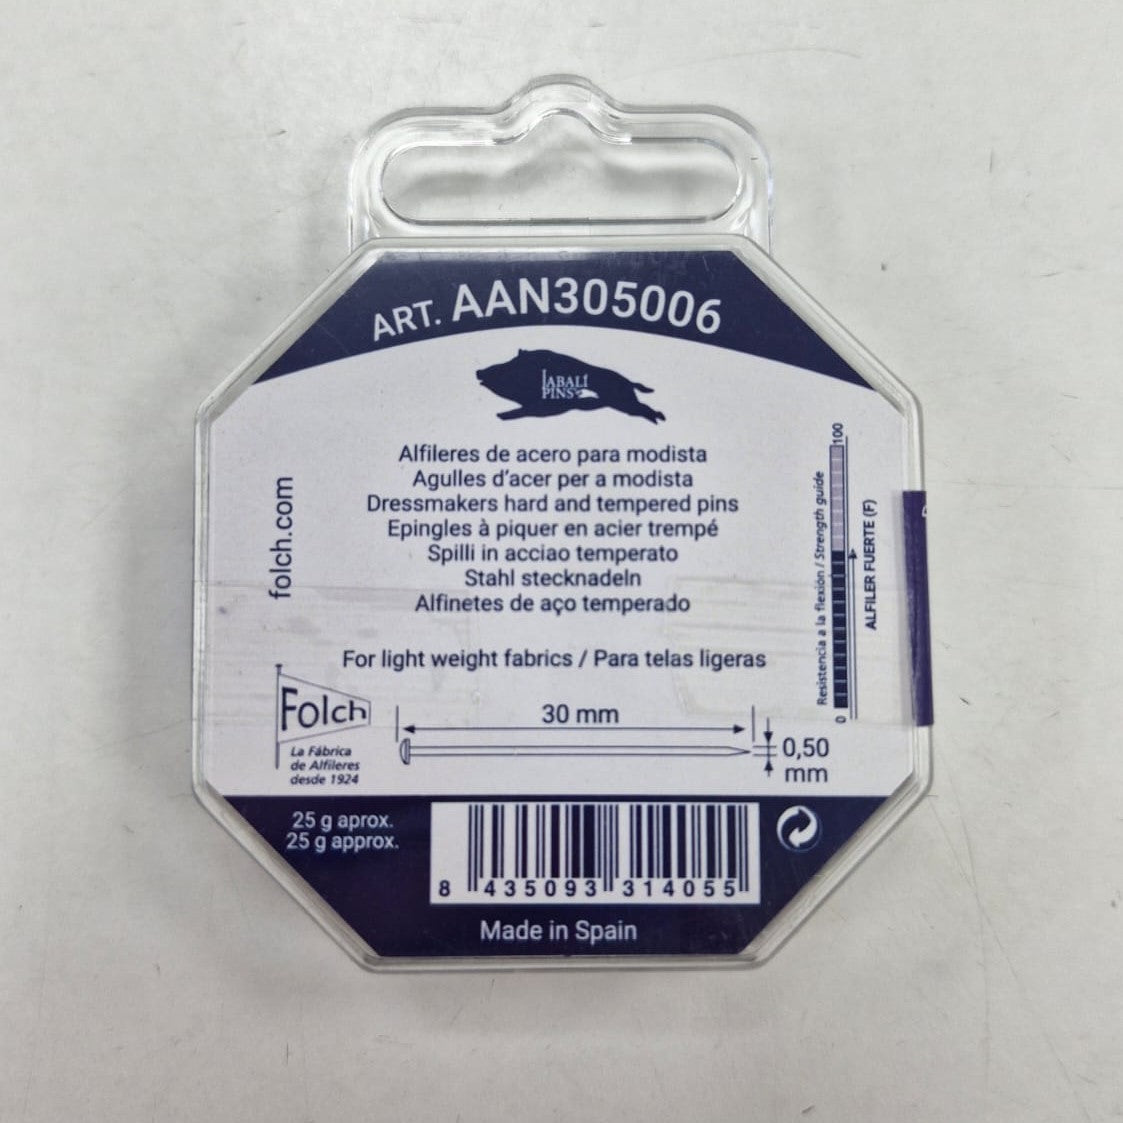 ART. AAN305006
JABALÍ
PINS
Alfileres de acero para modista
Agulles d'acer per a modista
Dressmakers hard and tempered pins
Epingles à piquer en acier trempé
Spilli in acciao temperato
Stahl stecknadeln
Alfinetes de aço temperado
For light weight fabrics / Para telas ligeras
folch.com
Resistencia a la flexión / Strength guide
0
100
ALFILER FUERTE (F)
Folch
La Fábrica
de Alfileres
desde 1924
30 mm
0,50
mm
25 g aprox.
25 g approx.
8 435093 314055
Made in Spain